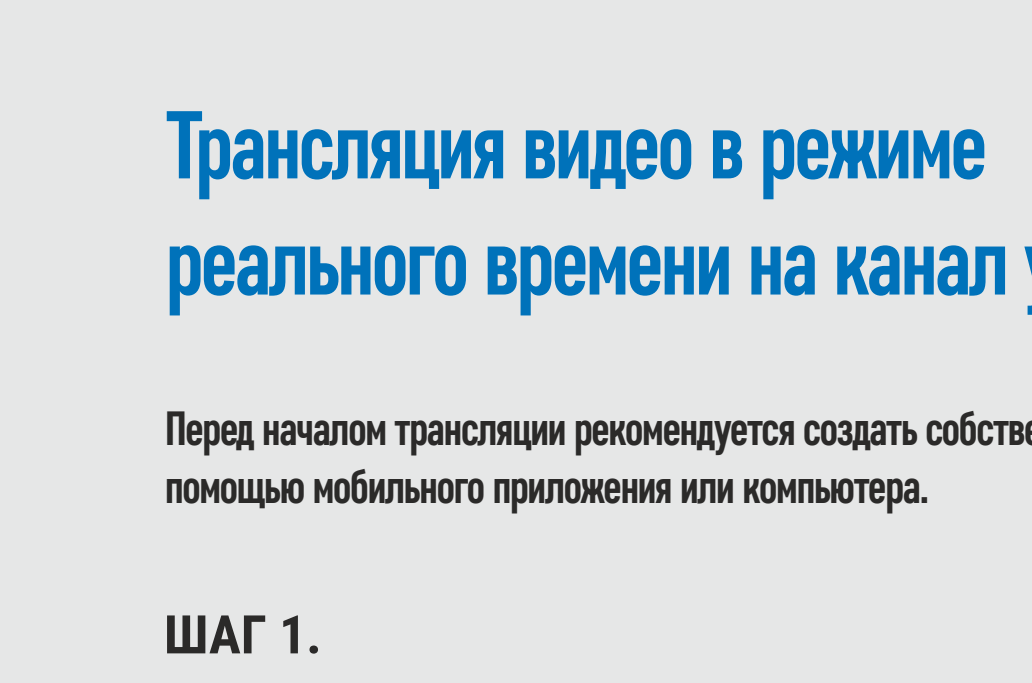 Трансляция видео в режиме
реального времени на канал
Перед началом трансляции рекомендуется создать
помощью мобильного приложения или компьютера.
ШАГ 1.